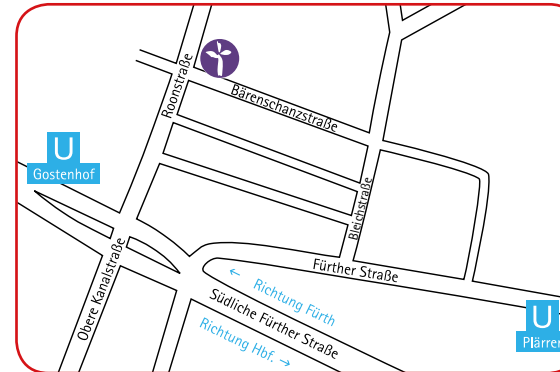 Roonstraße
Bärenschanzstraße
U
Gostenhof
Bleichstraße
Obere Kanalstraße
Fürther Straße
← Richtung Fürth
Südliche Fürther Straße
Richtung Hbf. →
U
Plärrer